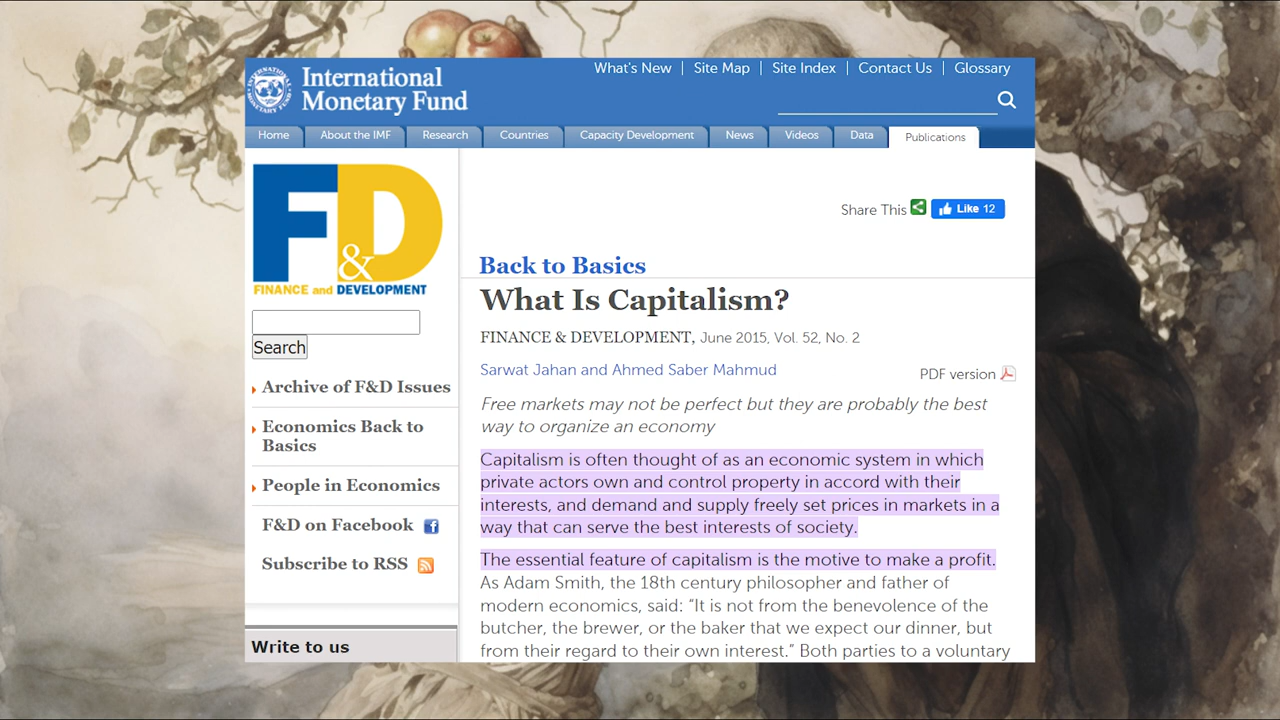 International
Monetary Fund
What's New | Site Map | Site Index | Contact Us | Glossary
Home
About the IMF
Research
Countries
Capacity Development
News
Videos
Data
Publications
F&D
FINANCE and DEVELOPMENT
Search
Archive of F&D Issues
Economics Back to
Basics
People in Economics
F&D on Facebook
Subscribe to RSS
Write to us
Share This
Like 12
Back to Basics
What Is Capitalism?
FINANCE & DEVELOPMENT, June 2015, Vol. 52, No. 2
Sarwat Jahan and Ahmed Saber Mahmud
PDF version
Free markets may not be perfect but they are probably the best
way to organize an economy
Capitalism is often thought of as an economic system in which
private actors own and control property in accord with their
interests, and demand and supply freely set prices in markets in a
way that can serve the best interests of society.
The essential feature of capitalism is the motive to make a profit.
As Adam Smith, the 18th century philosopher and father of
modern economics, said: “It is not from the benevolence of the
butcher, the brewer, or the baker that we expect our dinner, but
from their regard to their own interest.” Both parties to a voluntary